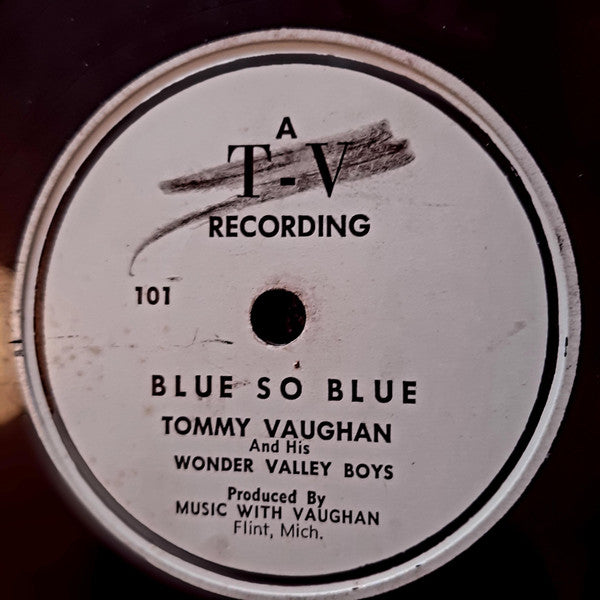 A
T-V
RECORDING
101
BLUE SO BLUE
TOMMY VAUGHAN
And His
WONDER VALLEY BOYS
Produced By
MUSIC WITH VAUGHAN
Flint, Mich.